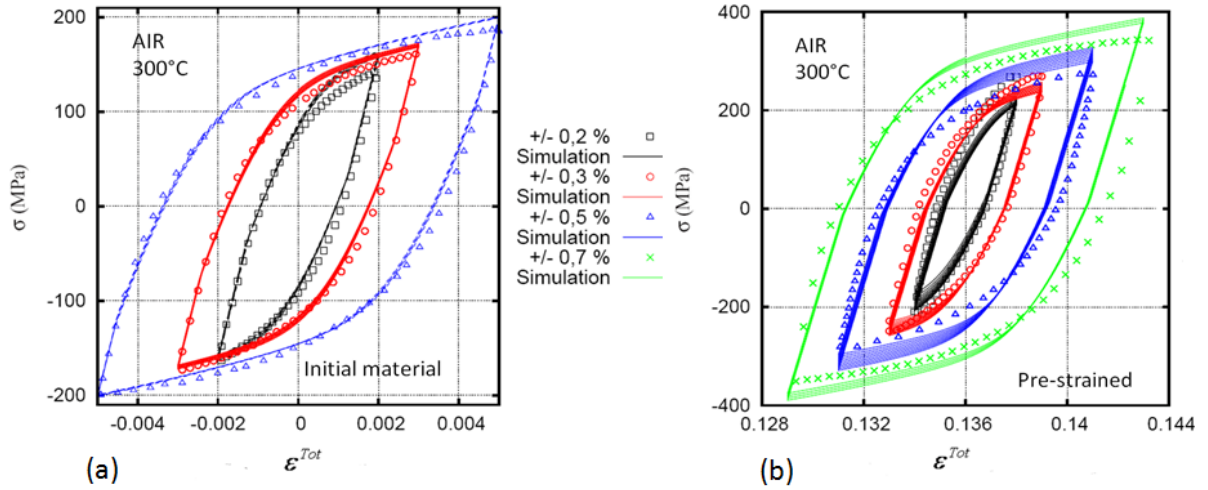 200
100
0
-100
-200
σ (MPa)
AIR
300°C
Initial material
-0.004
-0.002
0
0.002
0.004
ε^Tot
(a)
+/- 0,2 %
Simulation
+/- 0,3 %
Simulation
+/- 0,5 %
Simulation
+/- 0,7 %
Simulation
400
200
0
-200
-400
σ (MPa)
AIR
300°C
Pre-strained
0.128
0.132
0.136
0.14
0.144
ε^Tot
(b)